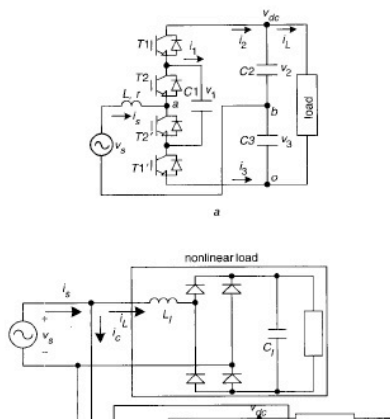 v_dc
T1
i_1
i_2
i_L
T2
C2
v_2
L, r
a
C1
v_1
load
i_s
b
T2'
C3
v_3
v_s
T1'
i_3
o
a
nonlinear load
i_s
i_L
L_l
+
v_s
–
i_c
C_l
v_dc